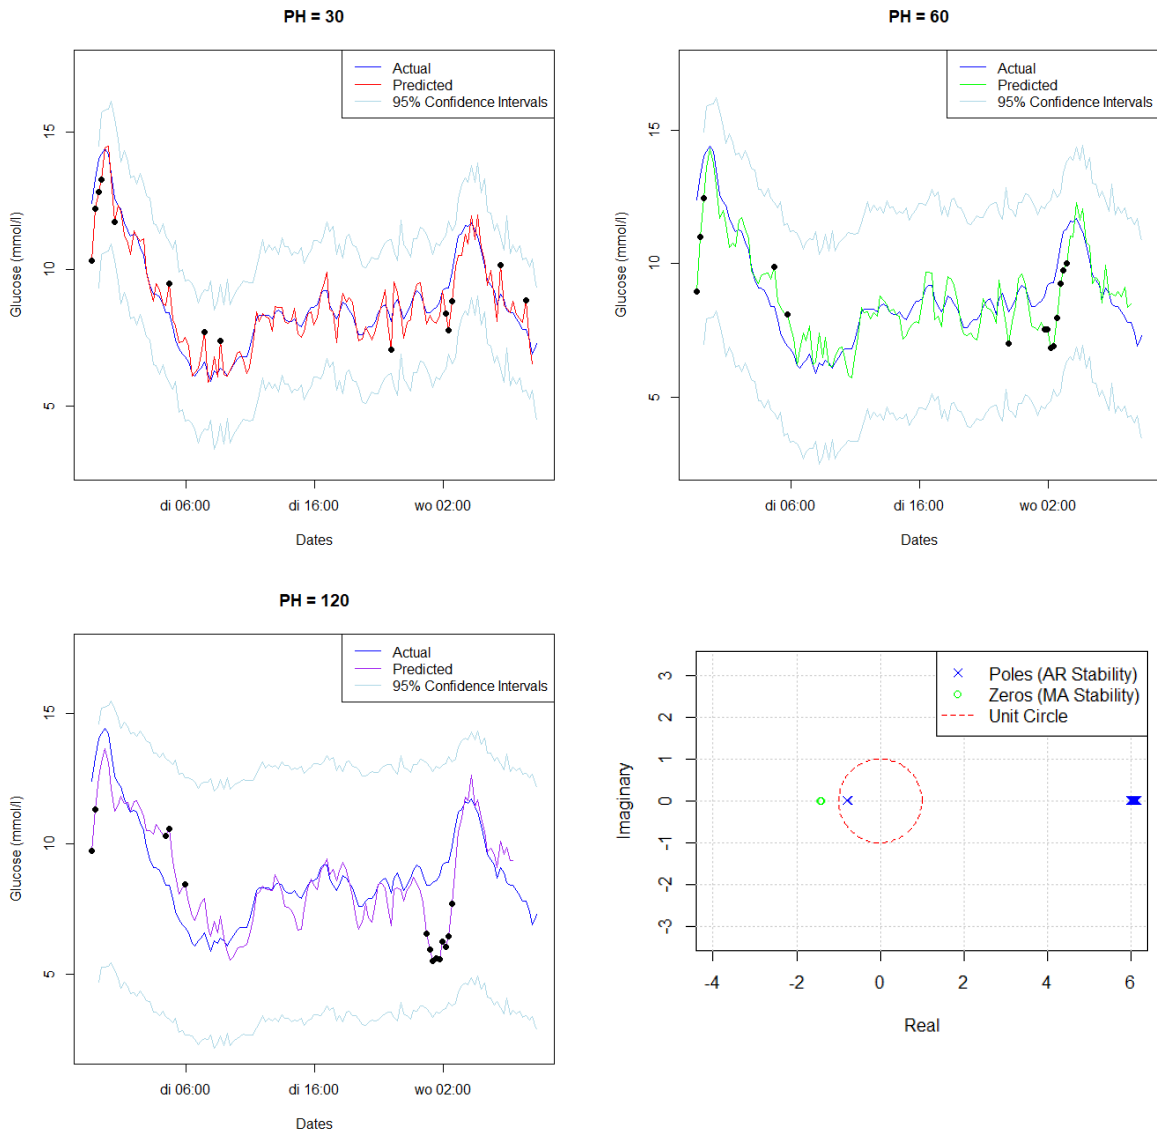 PH = 30
Actual
Predicted
95% Confidence Intervals
Glucose (mmol/l)
15
10
5
di 06:00
di 16:00
wo 02:00
Dates
PH = 60
Actual
Predicted
95% Confidence Intervals
Glucose (mmol/l)
15
10
5
di 06:00
di 16:00
wo 02:00
Dates
PH = 120
Actual
Predicted
95% Confidence Intervals
Glucose (mmol/l)
15
10
5
di 06:00
di 16:00
wo 02:00
Dates
Poles (AR Stability)
Zeros (MA Stability)
Unit Circle
Imaginary
3
2
1
0
-1
-2
-3
-4
-2
0
2
4
6
Real